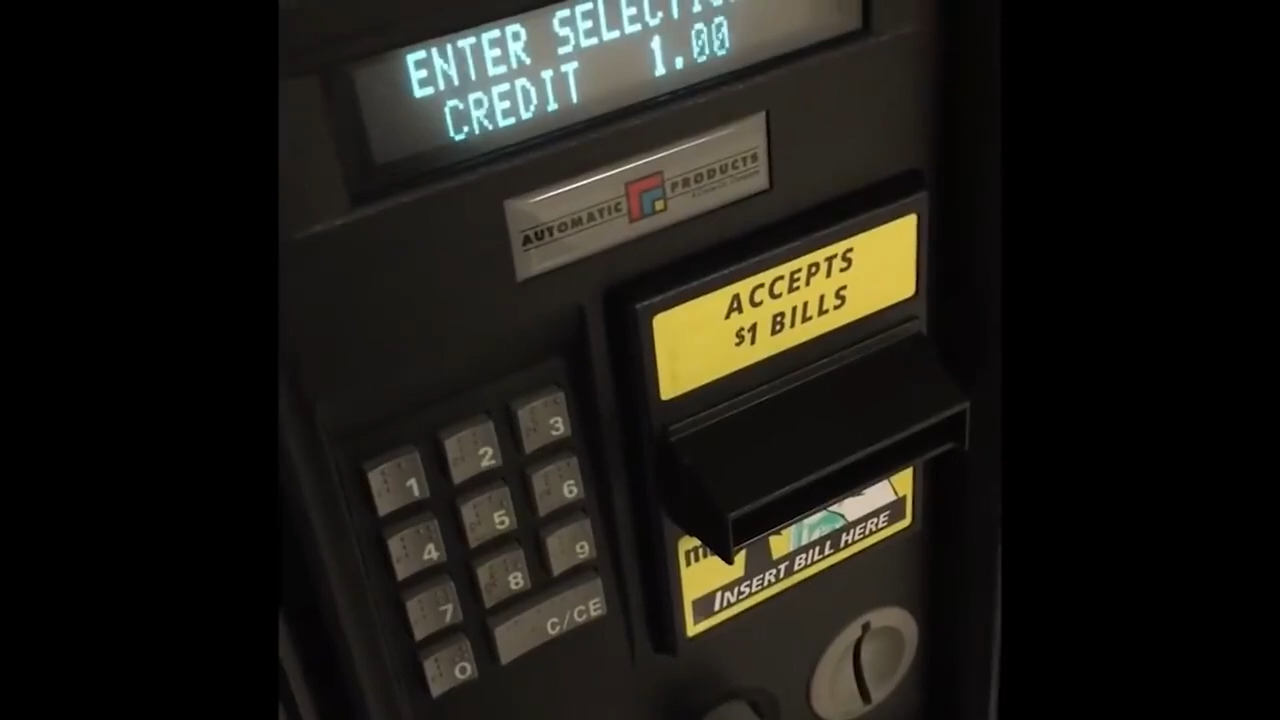 ENTER SELECTI
CREDIT 1.00
AUTOMATIC PRODUCTS
ACCEPTS
$1 BILLS
1 2 3
4 5 6
7 8 9
0 C/CE
INSERT BILL HERE